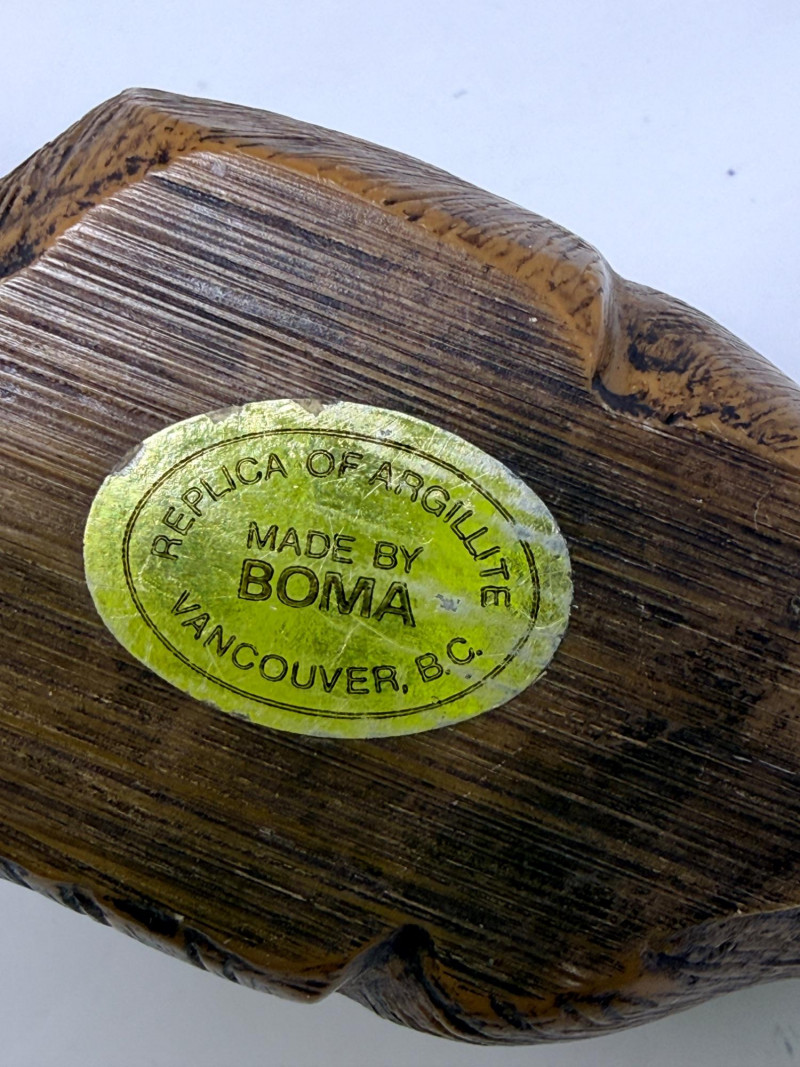 REPLICA OF ARGILLITE
MADE BY
BOMA
VANCOUVER, B.C.